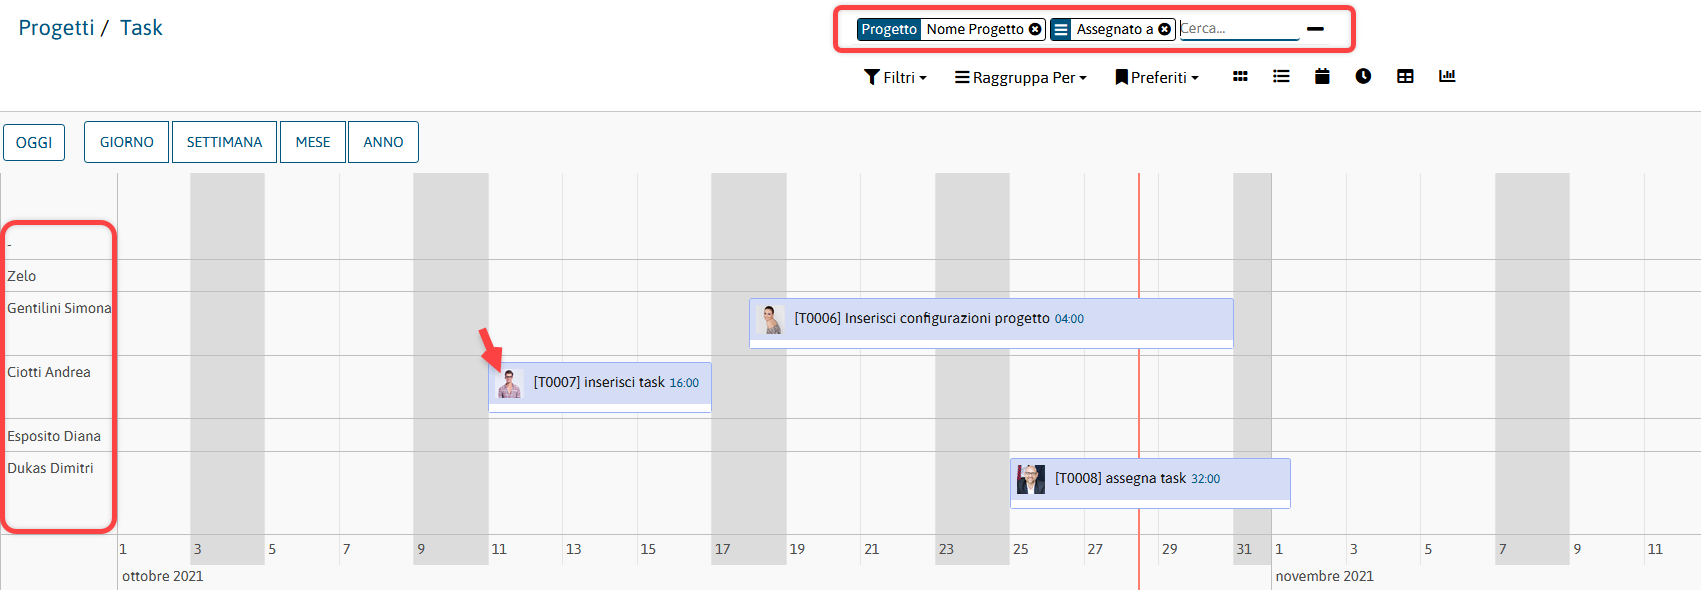 Progetti / Task
Progetto Nome Progetto Assegnato a Cerca...
Filtri Raggruppa Per Preferiti
OGGI GIORNO SETTIMANA MESE ANNO
-
Zelo
Gentilini Simona
[T0006] Inserisci configurazioni progetto 04:00
Ciotti Andrea
[T0007] inserisci task 16:00
Esposito Diana
Dukas Dimitri
[T0008] assegna task 32:00
1 3 5 7 9 11 13 15 17 19 21 23 25 27 29 31 1 3 5 7 9 11
ottobre 2021 novembre 2021